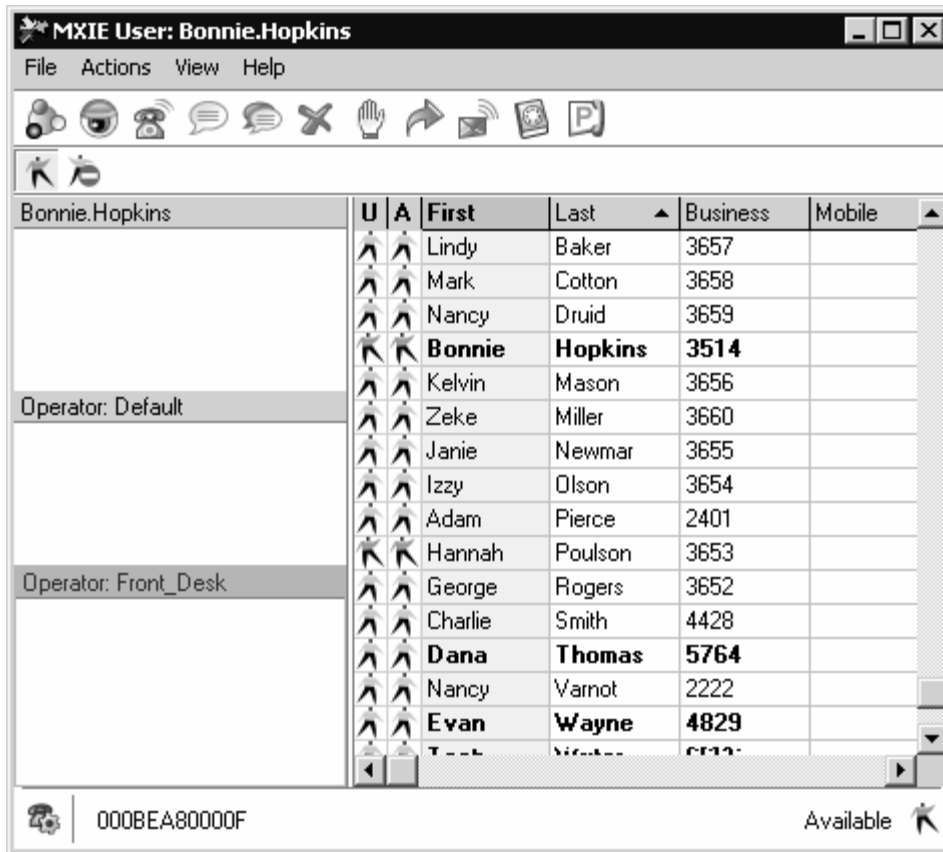 MXIE User: Bonnie.Hopkins
File Actions View Help
Bonnie.Hopkins
U A First Last Business Mobile
Lindy Baker 3657
Mark Cotton 3658
Nancy Druid 3659
Bonnie Hopkins 3514
Kelvin Mason 3656
Operator: Default
Zeke Miller 3660
Janie Newmar 3655
Izzy Olson 3654
Adam Pierce 2401
Hannah Poulson 3653
Operator: Front_Desk
George Rogers 3652
Charlie Smith 4428
Dana Thomas 5764
Nancy Varnot 2222
Evan Wayne 4829
000BEA80000F Available